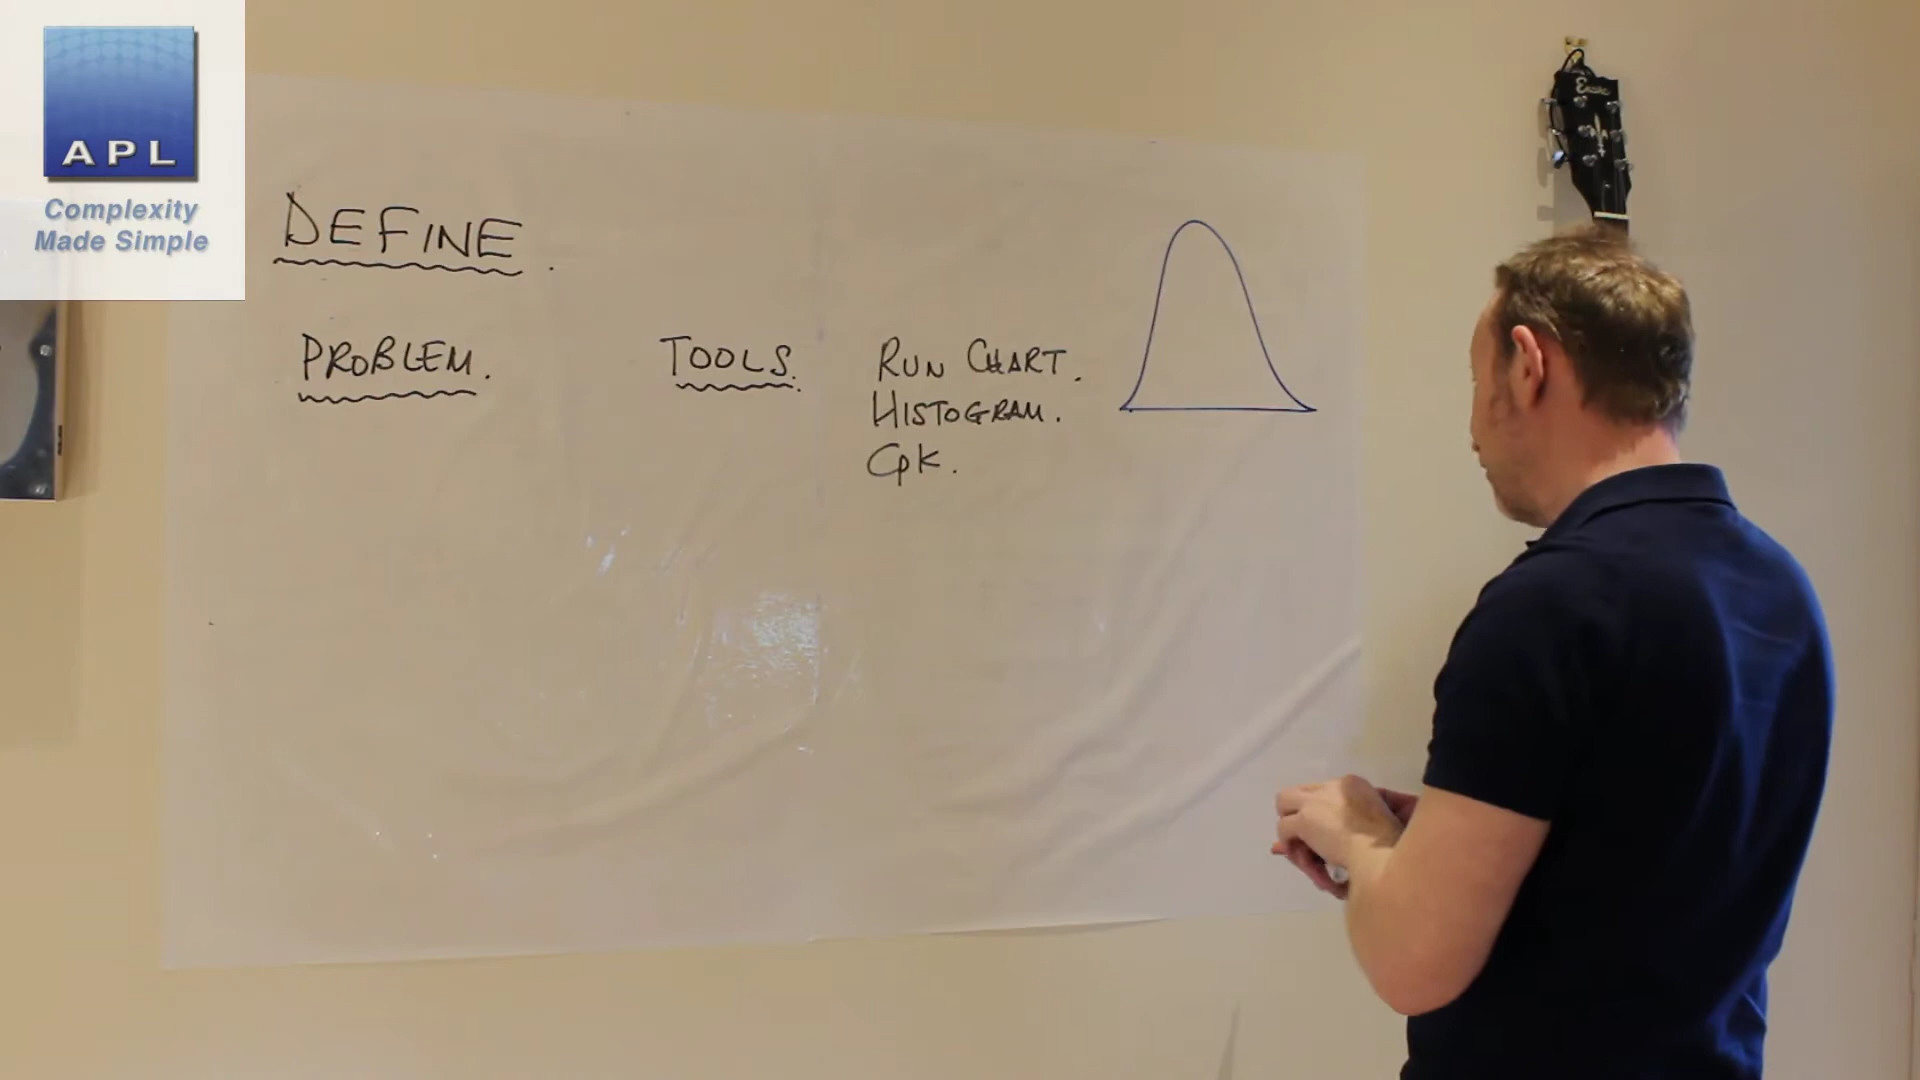 APL
Complexity
Made Simple
DEFINE.
PROBLEM.
TOOLS.
RUN CHART.
HISTOGRAM.
CpK.